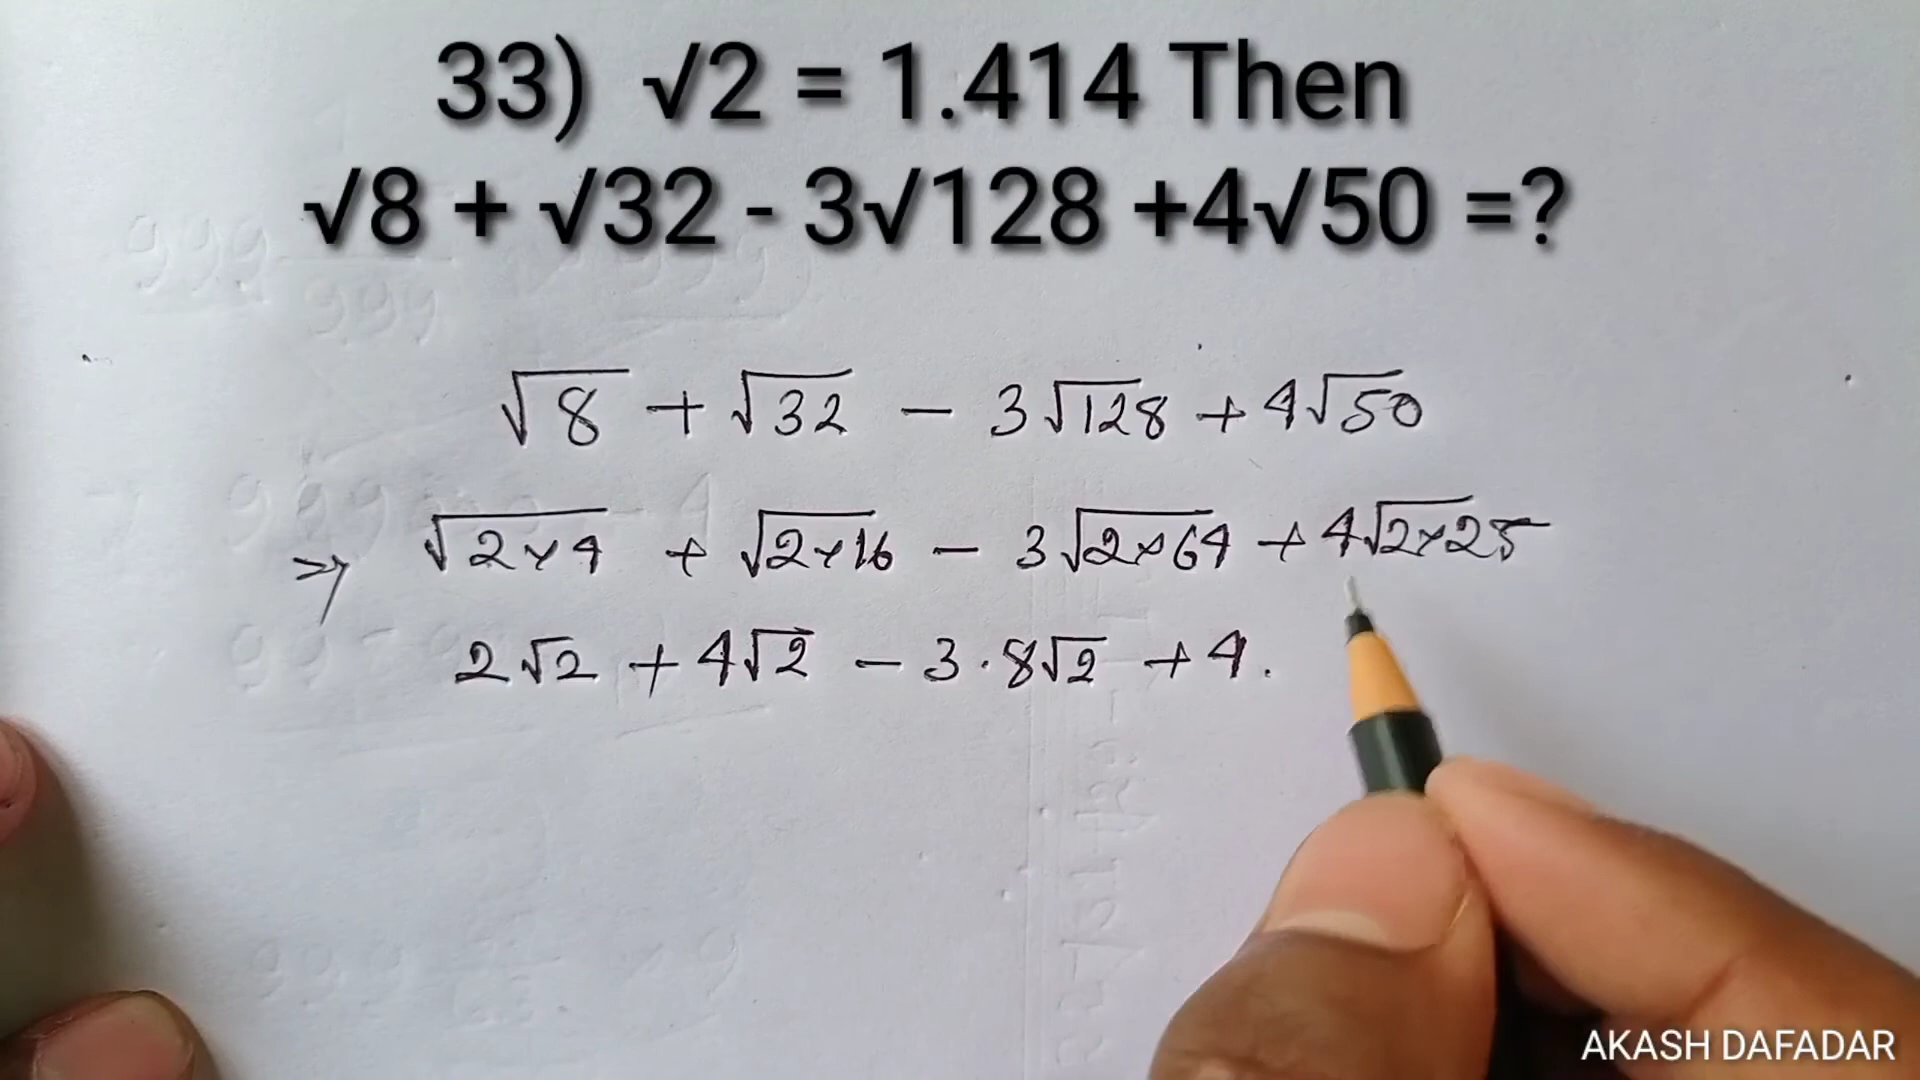 33) √2 = 1.414 Then
√8 + √32 - 3√128 +4√50 =?
√8 + √32 - 3√128 + 4√50
=> √2×4 + √2×16 - 3√2×64 + 4√2×25
2√2 + 4√2 - 3·8√2 + 4.
AKASH DAFADAR